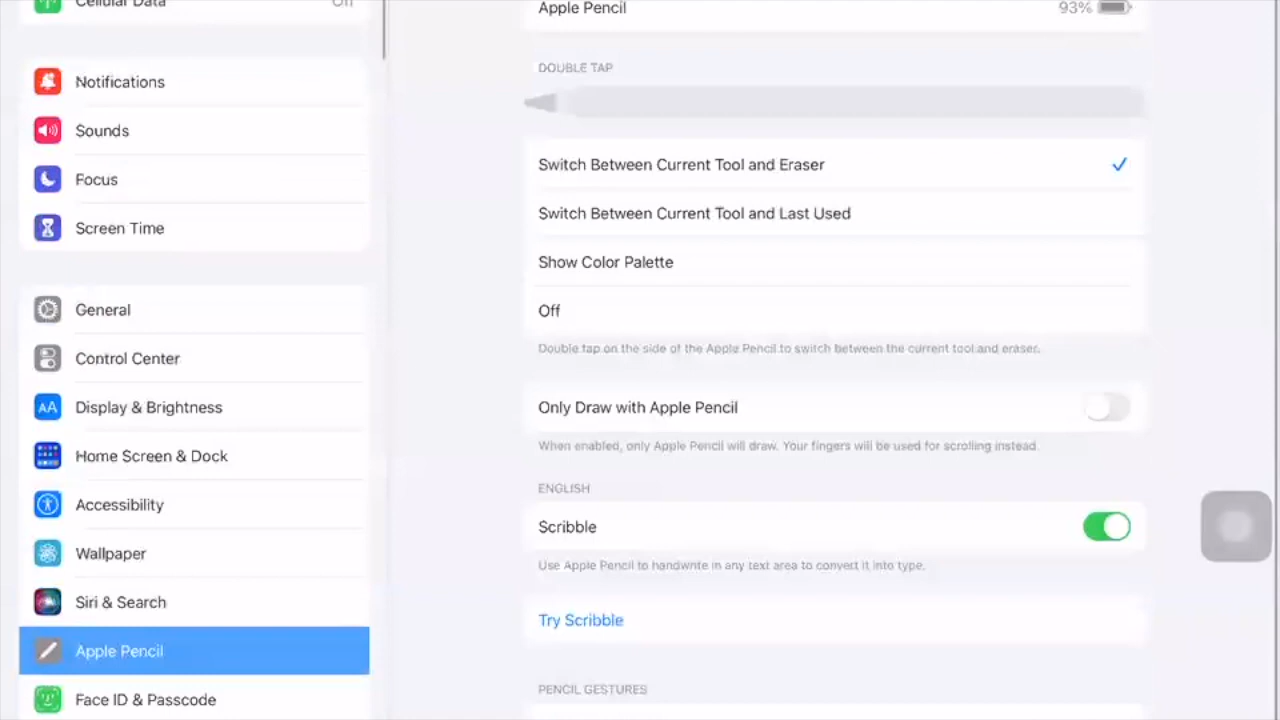 Cellular Data
Off
Notifications
Sounds
Focus
Screen Time
General
Control Center
AA
Display & Brightness
Home Screen & Dock
Accessibility
Wallpaper
Siri & Search
Apple Pencil
Face ID & Passcode
Apple Pencil
93%
DOUBLE TAP
Switch Between Current Tool and Eraser
Switch Between Current Tool and Last Used
Show Color Palette
Off
Double tap on the side of the Apple Pencil to switch between the current tool and eraser.
Only Draw with Apple Pencil
When enabled, only Apple Pencil will draw. Your fingers will be used for scrolling instead.
ENGLISH
Scribble
Use Apple Pencil to handwrite in any text area to convert it into type.
Try Scribble
PENCIL GESTURES